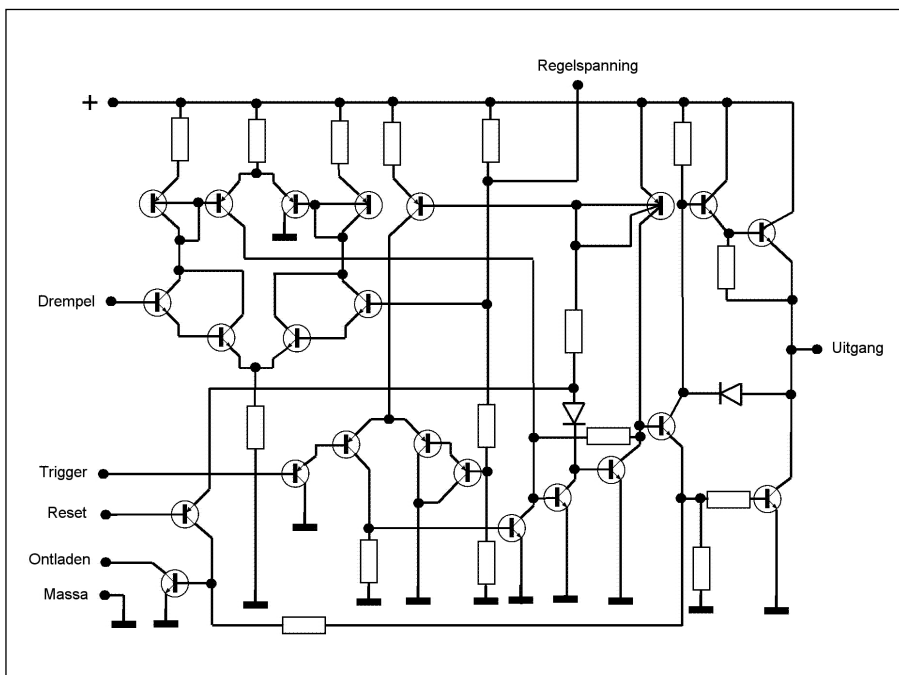 Regelspanning
+
Drempel
Uitgang
Trigger
Reset
Ontladen
Massa